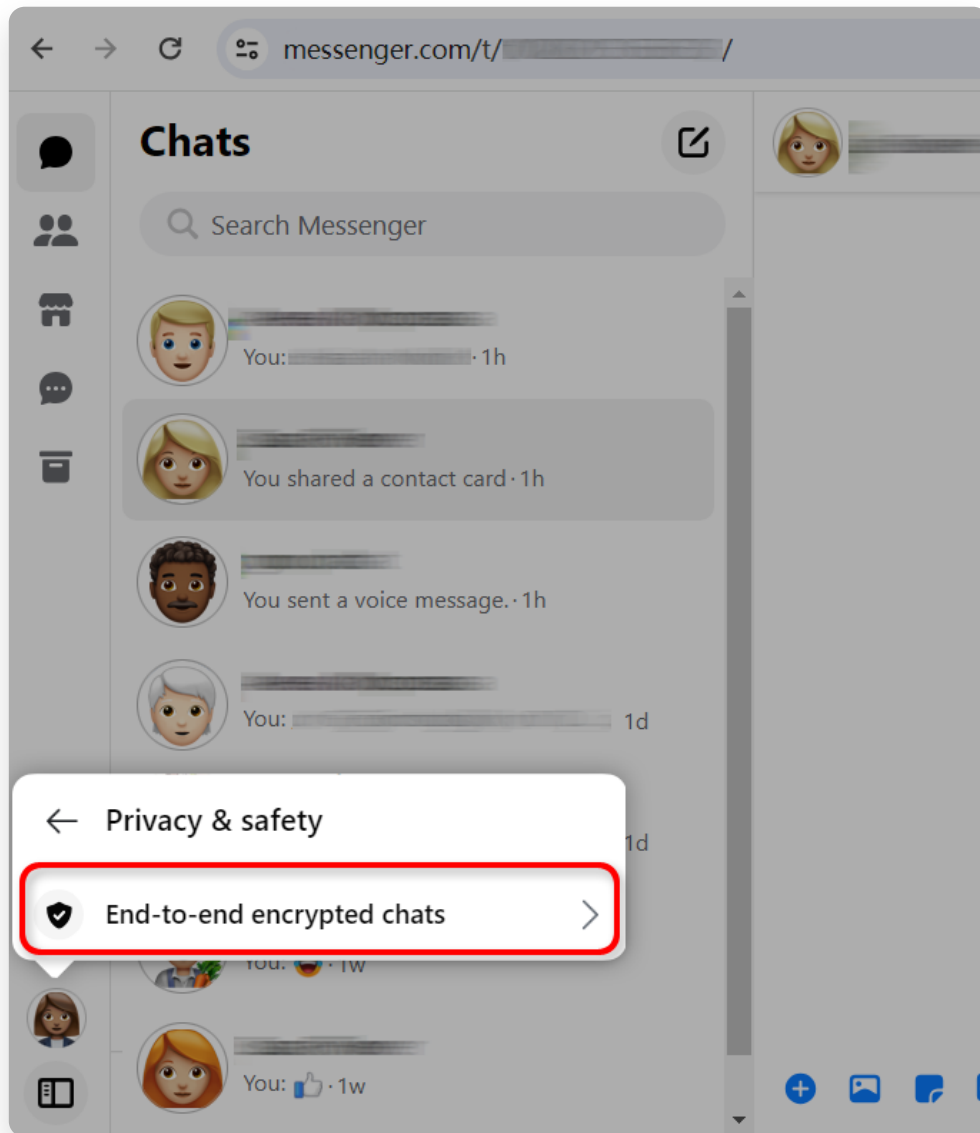 messenger.com/t/ /
Chats
Search Messenger
You: · 1h
You shared a contact card · 1h
You sent a voice message. · 1h
You: 1d
1d
Privacy & safety
End-to-end encrypted chats
You: 😂 · 1w
You: 👍 · 1w